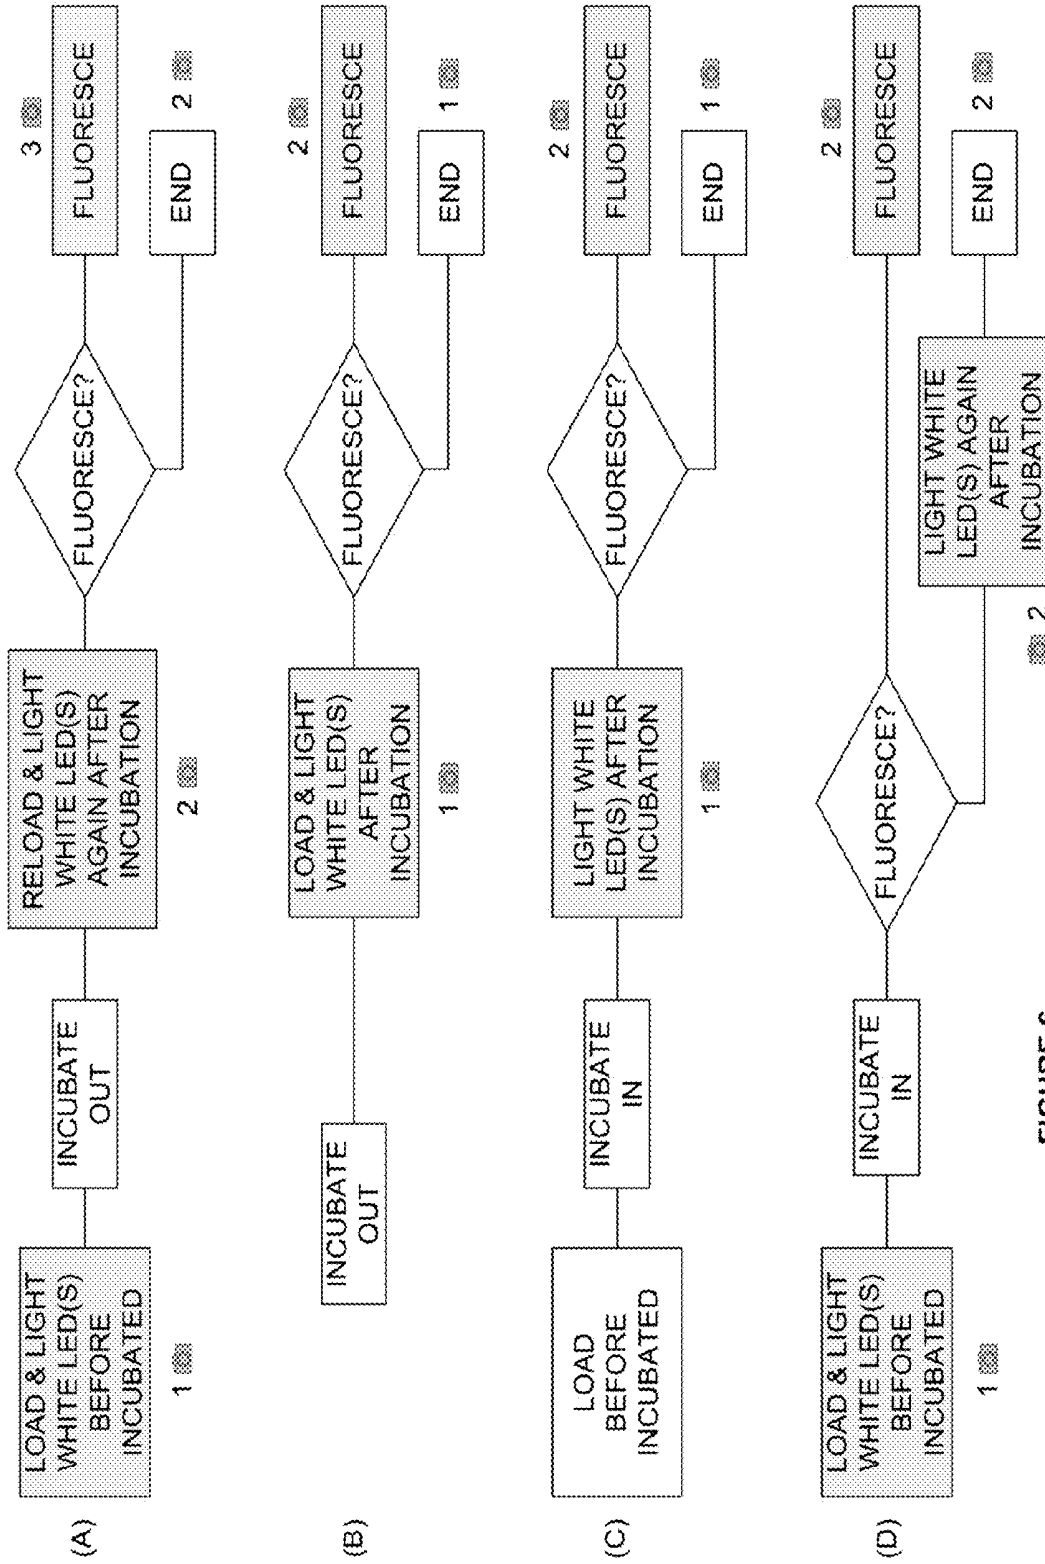 (A)
LOAD & LIGHT
WHITE LED(S)
BEFORE
INCUBATED
1
INCUBATE
OUT
RELOAD & LIGHT
WHITE LED(S)
AGAIN AFTER
INCUBATION
2
FLUORESCE?
3
FLUORESCE
END
2
(B)
INCUBATE
OUT
LOAD & LIGHT
WHITE LED(S)
AFTER
INCUBATION
1
FLUORESCE?
2
FLUORESCE
END
1
(C)
LOAD
BEFORE
INCUBATED
INCUBATE
IN
LIGHT WHITE
LED(S) AFTER
INCUBATION
1
FLUORESCE?
2
FLUORESCE
END
1
(D)
LOAD & LIGHT
WHITE LED(S)
BEFORE
INCUBATED
1
INCUBATE
IN
FLUORESCE?
2
FLUORESCE
LIGHT WHITE
LED(S) AGAIN
AFTER
INCUBATION
2
END
2